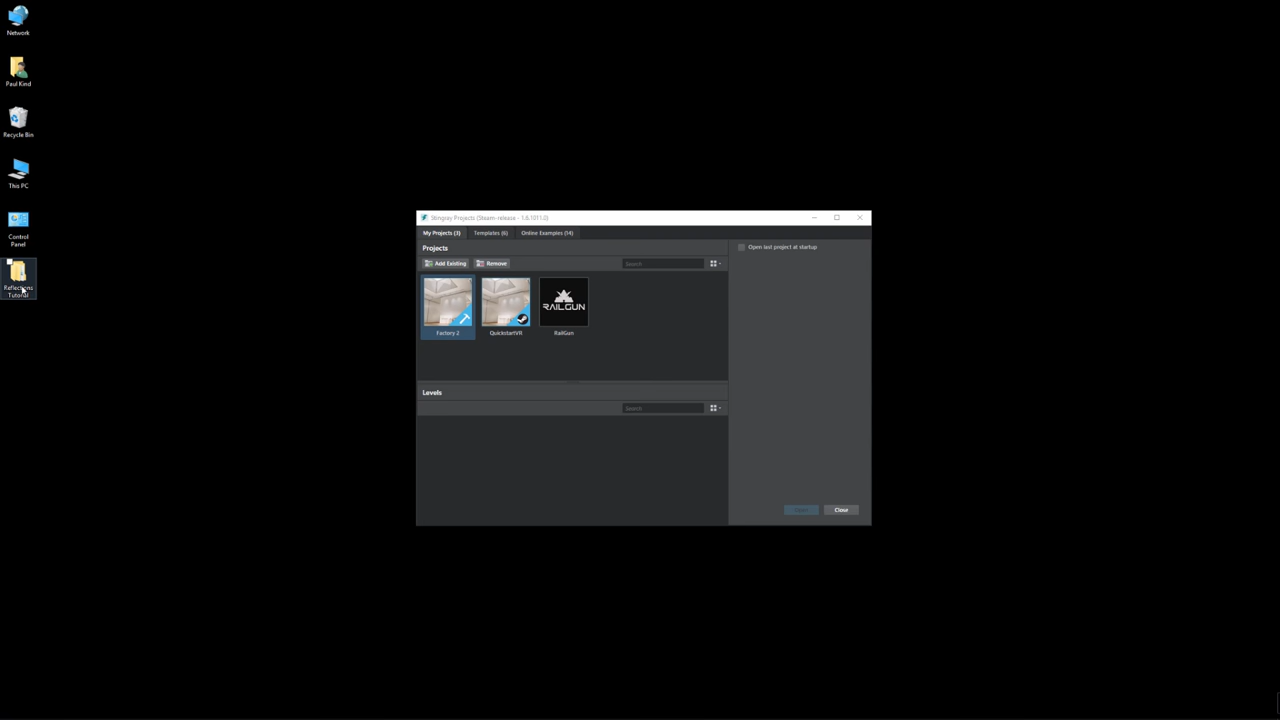 Network
Paul Kind
Recycle Bin
This PC
Control
Panel
Reflections
Tutorial
Stingray Projects (Steam-release - 1.6.1011.0)
My Projects (3)
Templates (6)
Online Examples (14)
Projects
Open last project at startup
Add Existing
Remove
Search
RAILGUN
Factory 2
QuickstartVR
RailGun
Levels
Search
Close